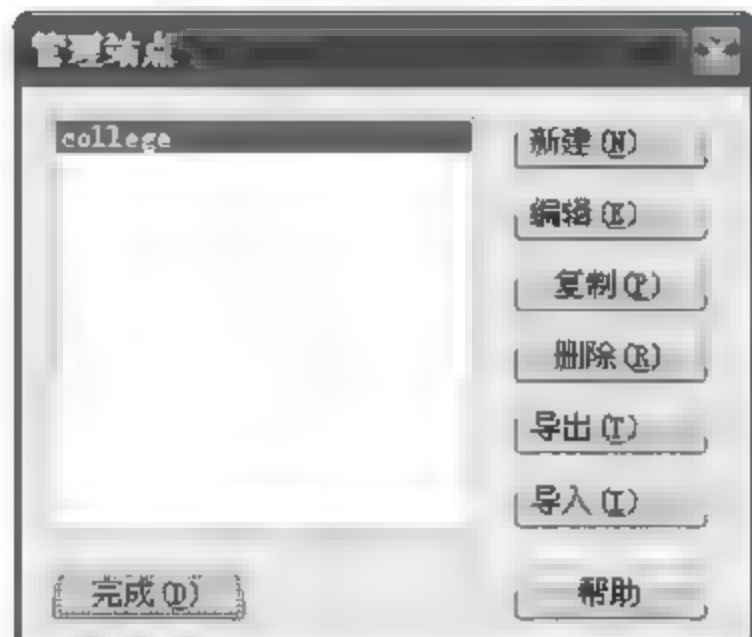 管理站点
college
新建(N)
编辑(E)
复制(P)
删除(R)
导出(T)
导入(I)
完成(D)
帮助